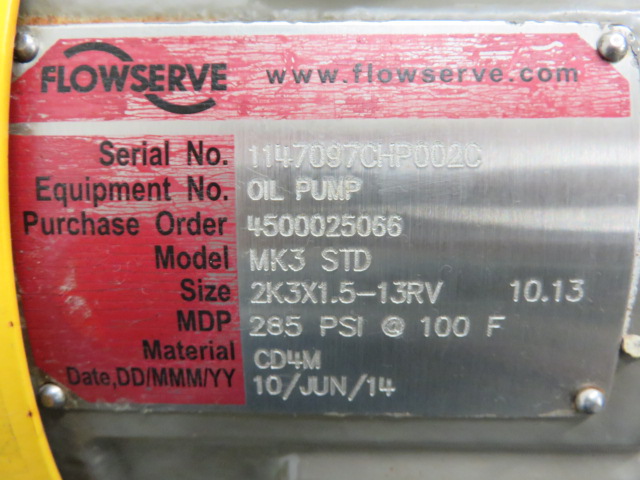 FLOWSERVE www.flowserve.com
Serial No. 1147097CHP002C
Equipment No. OIL PUMP
Purchase Order 4500025066
Model MK3 STD
Size 2K3X1.5-13RV 10.13
MDP 285 PSI @ 100 F
Material CD4M
Date,DD/MMM/YY 10/JUN/14